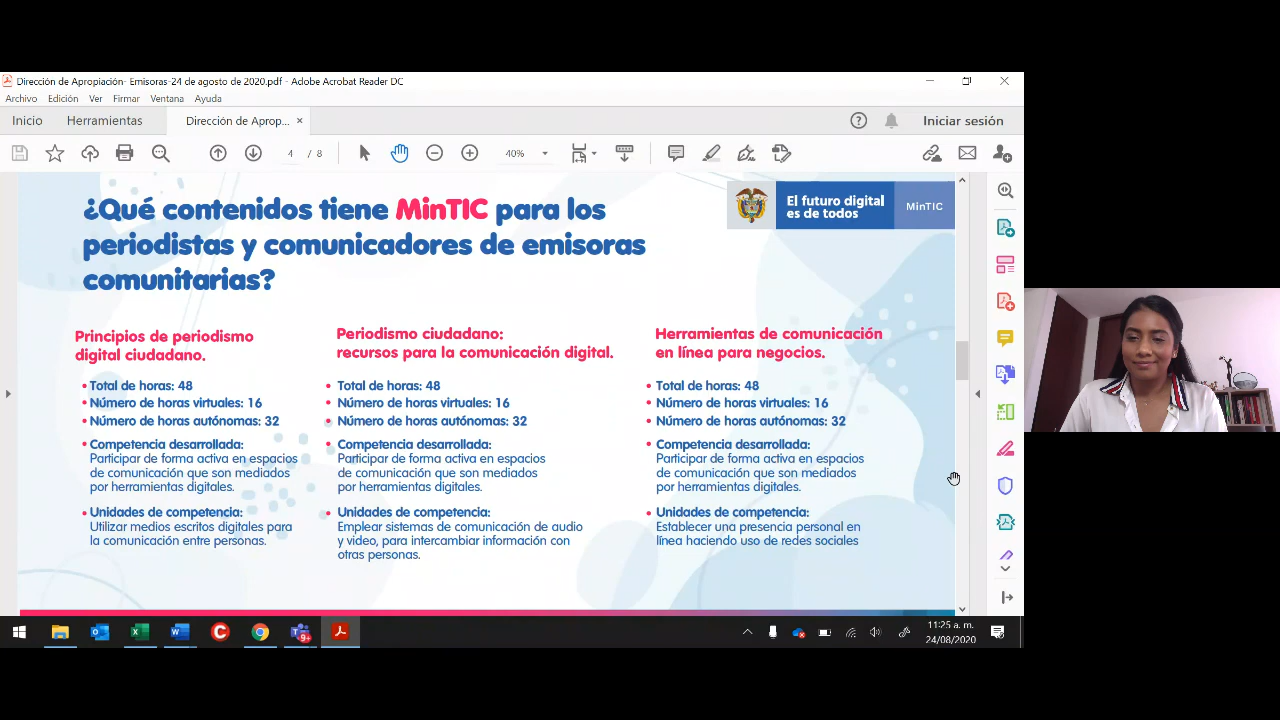 Dirección de Apropiación- Emisoras-24 de agosto de 2020.pdf - Adobe Acrobat Reader DC
Archivo Edición Ver Firmar Ventana Ayuda
Inicio Herramientas Dirección de Aprop... × Iniciar sesión
4 / 8 40%
¿Qué contenidos tiene MinTIC para los
periodistas y comunicadores de emisoras
comunitarias?
El futuro digital
es de todos
MinTIC
Principios de periodismo
digital ciudadano.
• Total de horas: 48
• Número de horas virtuales: 16
• Número de horas autónomas: 32
• Competencia desarrollada:
Participar de forma activa en espacios
de comunicación que son mediados
por herramientas digitales.
• Unidades de competencia:
Utilizar medios escritos digitales para
la comunicación entre personas.
Periodismo ciudadano:
recursos para la comunicación digital.
• Total de horas: 48
• Número de horas virtuales: 16
• Número de horas autónomas: 32
• Competencia desarrollada:
Participar de forma activa en espacios
de comunicación que son mediados
por herramientas digitales.
• Unidades de competencia:
Emplear sistemas de comunicación de audio
y video, para intercambiar información con
otras personas.
Herramientas de comunicación
en línea para negocios.
• Total de horas: 48
• Número de horas virtuales: 16
• Número de horas autónomas: 32
• Competencia desarrollada:
Participar de forma activa en espacios
de comunicación que son mediados
por herramientas digitales.
• Unidades de competencia:
Establecer una presencia personal en
línea haciendo uso de redes sociales
9+
11:25 a. m.
24/08/2020